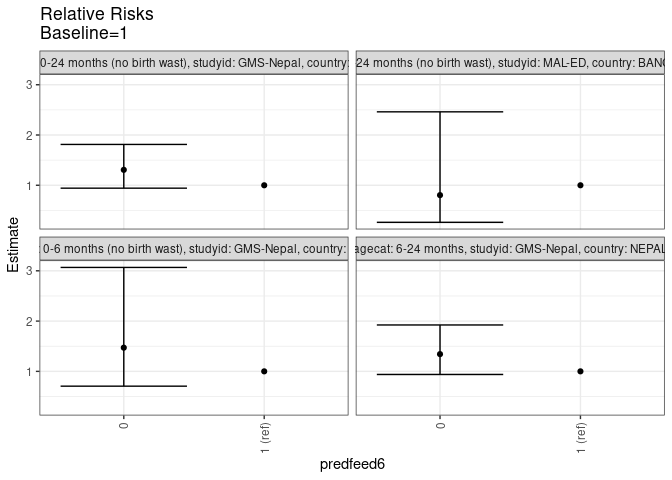 Relative Risks
Baseline=1
0-24 months (no birth wast), studyid: GMS-Nepal, country:
24 months (no birth wast), studyid: MAL-ED, country:
3
2
1
: 0-6 months (no birth wast), studyid: GMS-Nepal, country:
agecat: 6-24 months, studyid: GMS-Nepal, country: NEPAL
3
2
1
Estimate
0
1 (ref)
0
1 (ref)
predfeed6